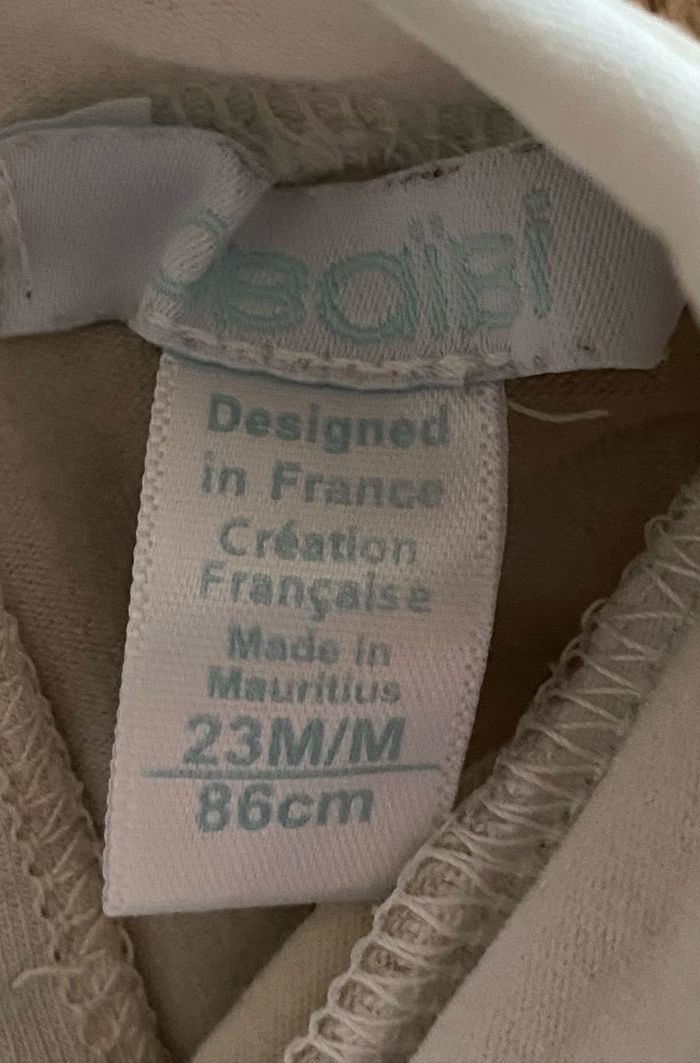 Designed
in France
Création
Française
Made in
Mauritius
23M/M
86cm